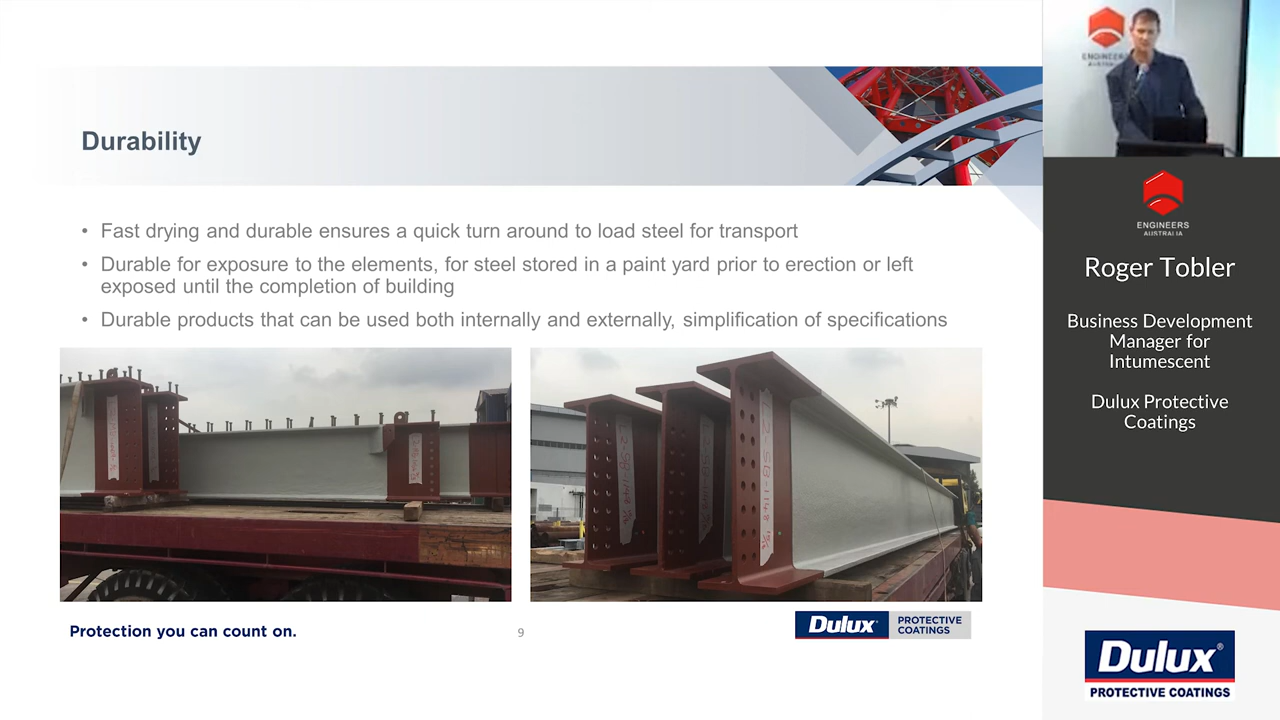 Durability
• Fast drying and durable ensures a quick turn around to load steel for transport
• Durable for exposure to the elements, for steel stored in a paint yard prior to erection or left
exposed until the completion of building
• Durable products that can be used both internally and externally, simplification of specifications
Protection you can count on.
9
Dulux PROTECTIVE
COATINGS
ENGINEERS
AUSTRALIA
ENGINEERS
AUSTRALIA
Roger Tobler
Business Development
Manager for
Intumescent
Dulux Protective
Coatings
Dulux®
PROTECTIVE COATINGS